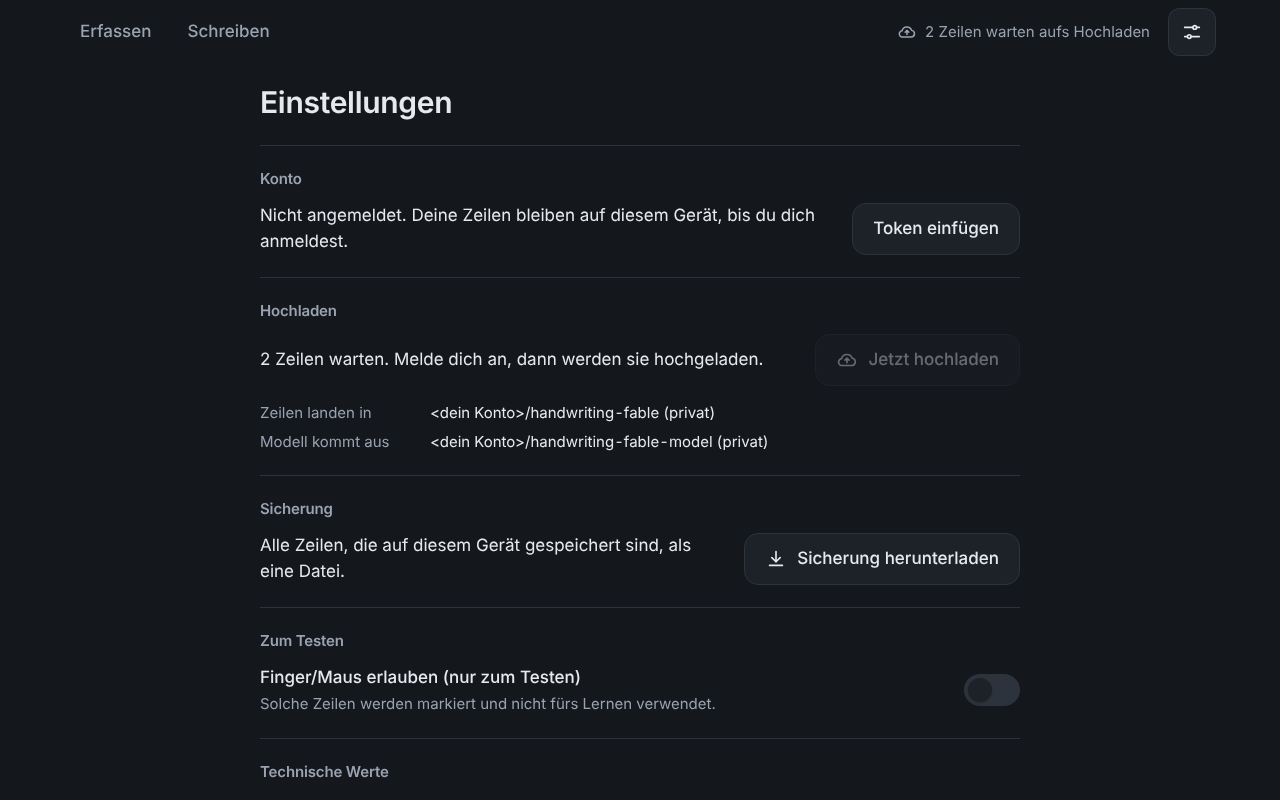 Erfassen Schreiben 2 Zeilen warten aufs Hochladen
Einstellungen
Konto
Nicht angemeldet. Deine Zeilen bleiben auf diesem Gerät, bis du dich
anmeldest.
Token einfügen
Hochladen
2 Zeilen warten. Melde dich an, dann werden sie hochgeladen.
Jetzt hochladen
Zeilen landen in <dein Konto>/handwriting-fable (privat)
Modell kommt aus <dein Konto>/handwriting-fable-model (privat)
Sicherung
Alle Zeilen, die auf diesem Gerät gespeichert sind, als
eine Datei.
Sicherung herunterladen
Zum Testen
Finger/Maus erlauben (nur zum Testen)
Solche Zeilen werden markiert und nicht fürs Lernen verwendet.
Technische Werte